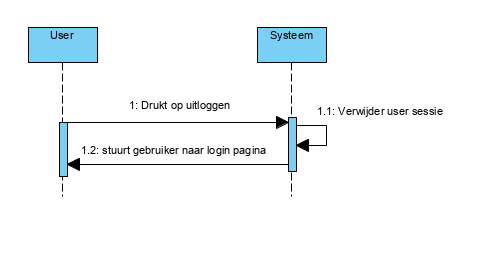 User
Systeem
1: Drukt op uitloggen
1.1: Verwijder user sessie
1.2: stuurt gebruiker naar login pagina